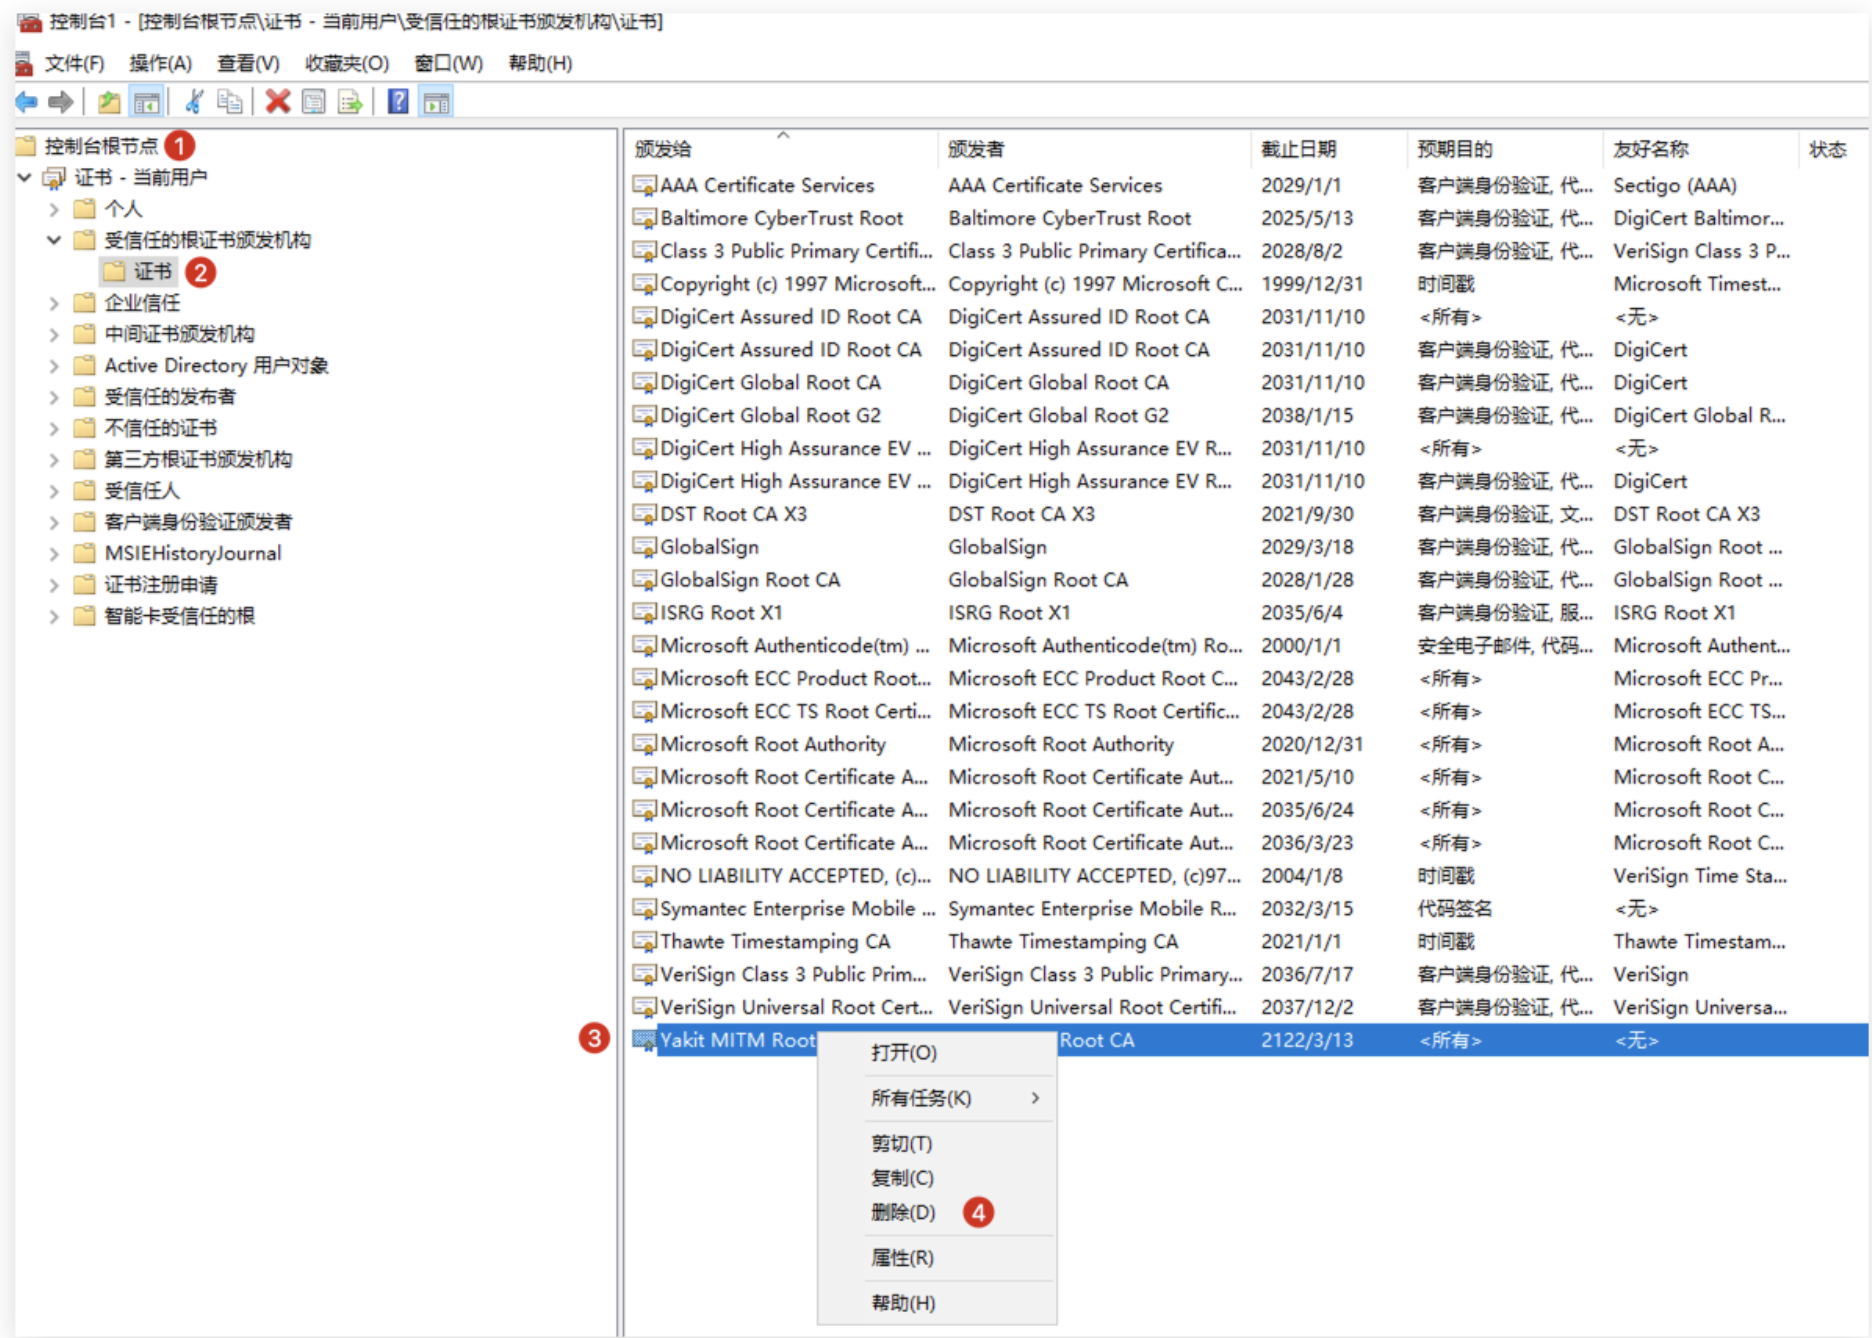 控制台1 - [控制台根节点\证书 - 当前用户\受信任的根证书颁发机构\证书]
文件(F) 操作(A) 查看(V) 收藏夹(O) 窗口(W) 帮助(H)
控制台根节点 1
证书 - 当前用户
个人
受信任的根证书颁发机构
证书 2
企业信任
中间证书颁发机构
Active Directory 用户对象
受信任的发布者
不信任的证书
第三方根证书颁发机构
受信任人
客户端身份验证颁发者
MSIEHistoryJournal
证书注册申请
智能卡受信任的根
颁发给 颁发者 截止日期 预期目的 友好名称 状态
AAA Certificate Services AAA Certificate Services 2029/1/1 客户端身份验证, 代... Sectigo (AAA)
Baltimore CyberTrust Root Baltimore CyberTrust Root 2025/5/13 客户端身份验证, 代... DigiCert Baltimor...
Class 3 Public Primary Certifi... Class 3 Public Primary Certifica... 2028/8/2 客户端身份验证, 代... VeriSign Class 3 P...
Copyright (c) 1997 Microsoft... Copyright (c) 1997 Microsoft C... 1999/12/31 时间戳 Microsoft Timest...
DigiCert Assured ID Root CA DigiCert Assured ID Root CA 2031/11/10 <所有> <无>
DigiCert Assured ID Root CA DigiCert Assured ID Root CA 2031/11/10 客户端身份验证, 代... DigiCert
DigiCert Global Root CA DigiCert Global Root CA 2031/11/10 客户端身份验证, 代... DigiCert
DigiCert Global Root G2 DigiCert Global Root G2 2038/1/15 客户端身份验证, 代... DigiCert Global R...
DigiCert High Assurance EV ... DigiCert High Assurance EV R... 2031/11/10 <所有> <无>
DigiCert High Assurance EV ... DigiCert High Assurance EV R... 2031/11/10 客户端身份验证, 代... DigiCert
DST Root CA X3 DST Root CA X3 2021/9/30 客户端身份验证, 文... DST Root CA X3
GlobalSign GlobalSign 2029/3/18 客户端身份验证, 代... GlobalSign Root ...
GlobalSign Root CA GlobalSign Root CA 2028/1/28 客户端身份验证, 代... GlobalSign Root ...
ISRG Root X1 ISRG Root X1 2035/6/4 客户端身份验证, 服... ISRG Root X1
Microsoft Authenticode(tm) ... Microsoft Authenticode(tm) Ro... 2000/1/1 安全电子邮件, 代码... Microsoft Authent...
Microsoft ECC Product Root... Microsoft ECC Product Root C... 2043/2/28 <所有> Microsoft ECC Pr...
Microsoft ECC TS Root Certi... Microsoft ECC TS Root Certific... 2043/2/28 <所有> Microsoft ECC TS...
Microsoft Root Authority Microsoft Root Authority 2020/12/31 <所有> Microsoft Root A...
Microsoft Root Certificate A... Microsoft Root Certificate Aut... 2021/5/10 <所有> Microsoft Root C...
Microsoft Root Certificate A... Microsoft Root Certificate Aut... 2035/6/24 <所有> Microsoft Root C...
Microsoft Root Certificate A... Microsoft Root Certificate Aut... 2036/3/23 <所有> Microsoft Root C...
NO LIABILITY ACCEPTED, (c)... NO LIABILITY ACCEPTED, (c)97... 2004/1/8 时间戳 VeriSign Time Sta...
Symantec Enterprise Mobile ... Symantec Enterprise Mobile R... 2032/3/15 代码签名 <无>
Thawte Timestamping CA Thawte Timestamping CA 2021/1/1 时间戳 Thawte Timestam...
VeriSign Class 3 Public Prim... VeriSign Class 3 Public Primary... 2036/7/17 客户端身份验证, 代... VeriSign
VeriSign Universal Root Cert... VeriSign Universal Root Certifi... 2037/12/2 客户端身份验证, 代... VeriSign Universa...
3 Yakit MITM Root Root CA 2122/3/13 <所有> <无>
打开(O)
所有任务(K)
剪切(T)
复制(C)
删除(D) 4
属性(R)
帮助(H)